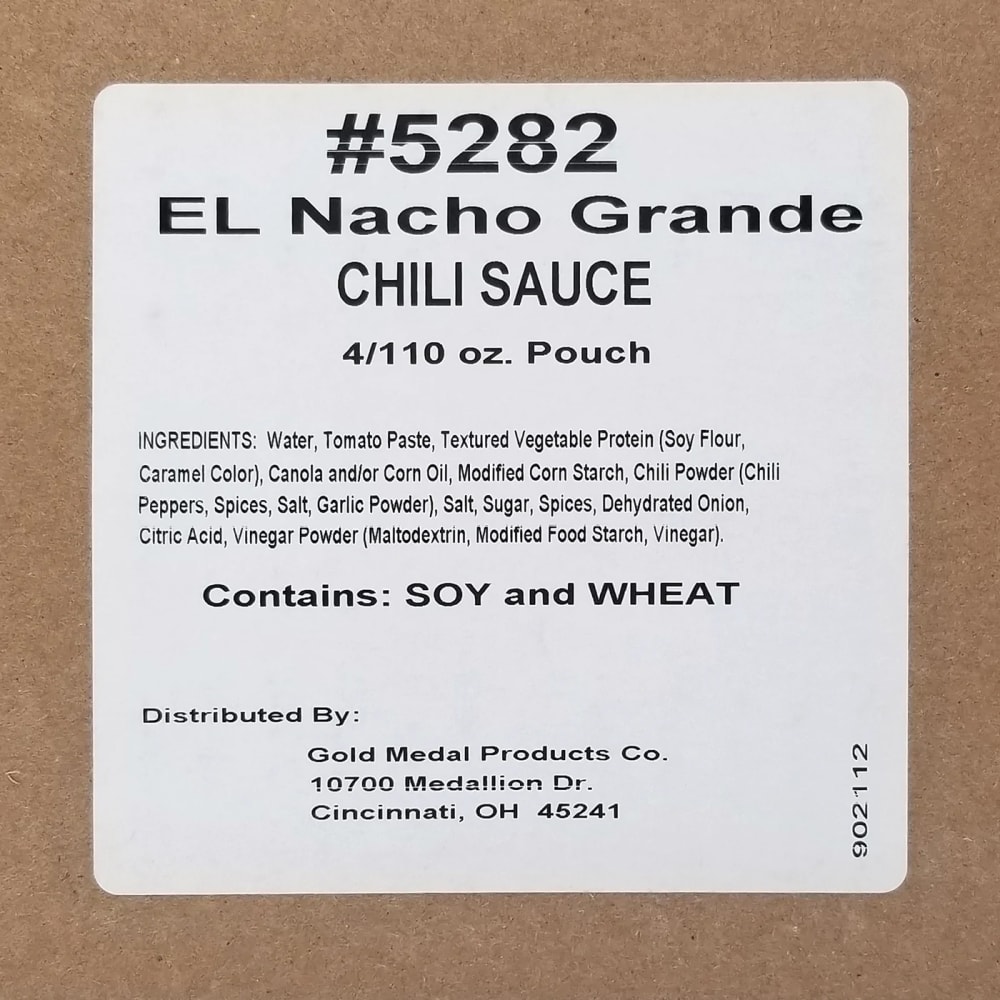 #5282
EL Nacho Grande
CHILI SAUCE
4/110 oz. Pouch
INGREDIENTS: Water, Tomato Paste, Textured Vegetable Protein (Soy Flour,
Caramel Color), Canola and/or Corn Oil, Modified Corn Starch, Chili Powder (Chili
Peppers, Spices, Salt, Garlic Powder), Salt, Sugar, Spices, Dehydrated Onion,
Citric Acid, Vinegar Powder (Maltodextrin, Modified Food Starch, Vinegar).
Contains: SOY and WHEAT
Distributed By:
Gold Medal Products Co.
10700 Medallion Dr.
Cincinnati, OH 45241
902112